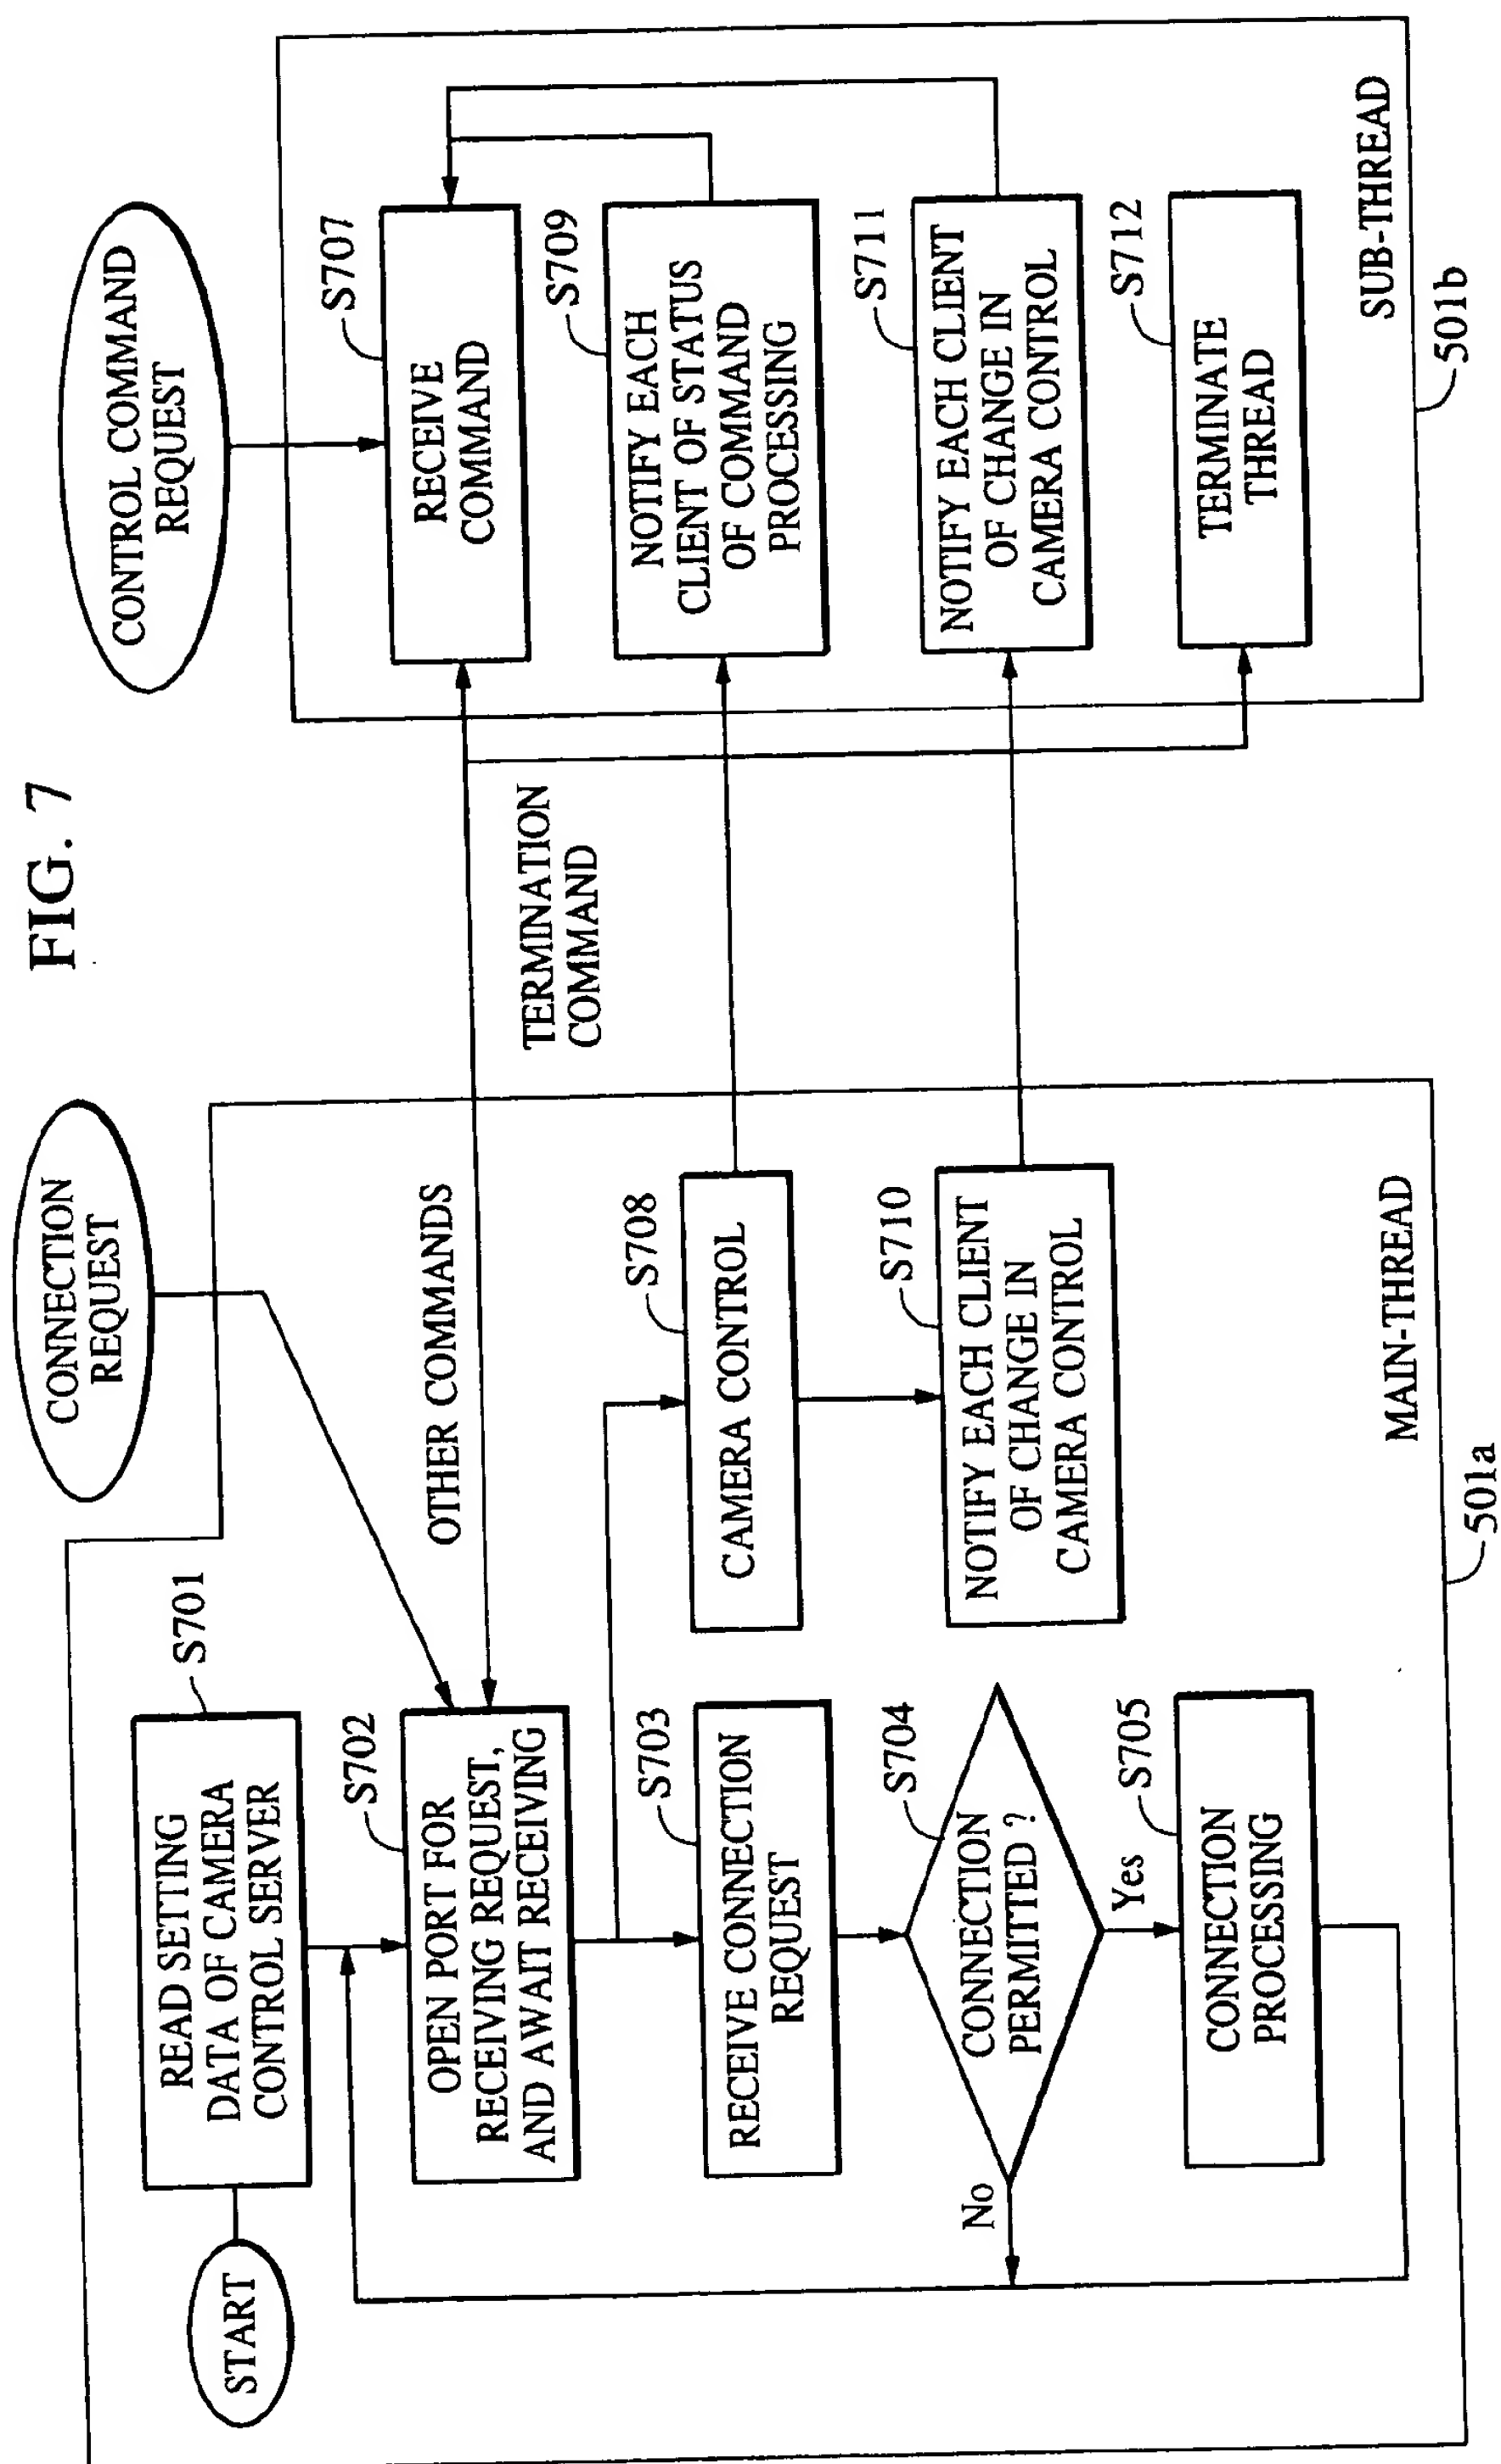 FIG. 7
START
READ SETTING
DATA OF CAMERA
CONTROL SERVER
S701
CONNECTION
REQUEST
OPEN PORT FOR
RECEIVING REQUEST,
AND AWAIT RECEIVING
S702
OTHER COMMANDS
TERMINATION
COMMAND
RECEIVE CONNECTION
REQUEST
S703
CONNECTION
PERMITTED ?
S704
No
Yes
CONNECTION
PROCESSING
S705
CAMERA CONTROL
S708
NOTIFY EACH CLIENT
OF CHANGE IN
CAMERA CONTROL
S710
MAIN-THREAD
501a
CONTROL COMMAND
REQUEST
RECEIVE
COMMAND
S707
NOTIFY EACH
CLIENT OF STATUS
OF COMMAND
PROCESSING
S709
NOTIFY EACH CLIENT
OF CHANGE IN
CAMERA CONTROL
S711
TERMINATE
THREAD
S712
SUB-THREAD
501b